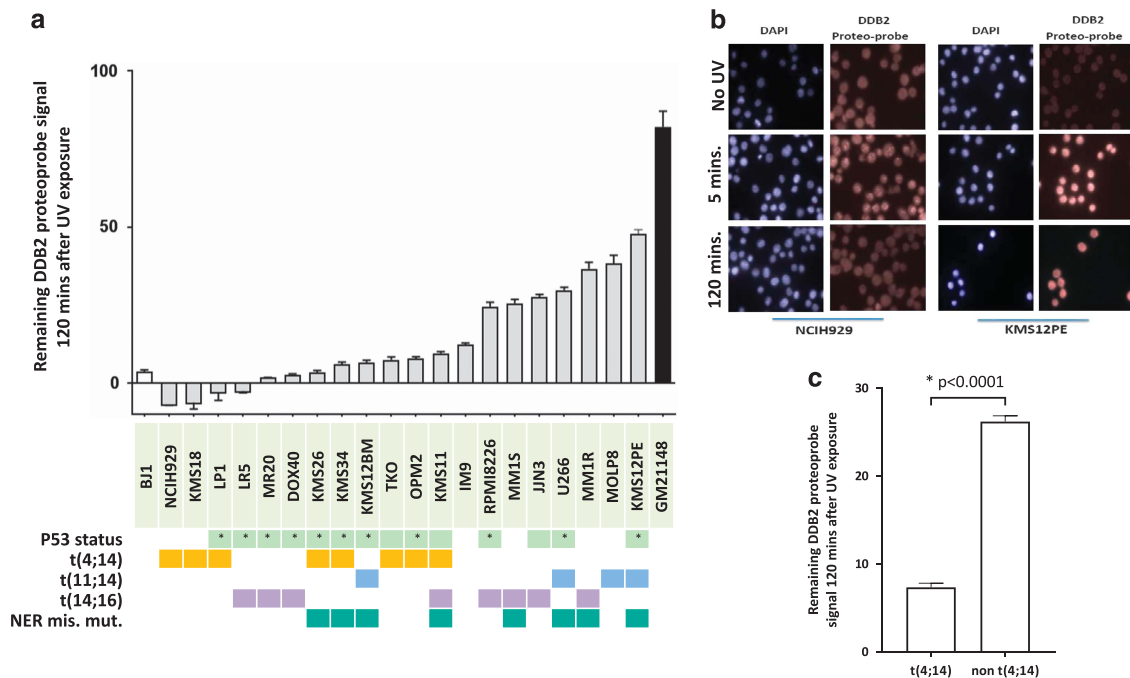 a
Remaining DDB2 proteoprobe signal
120 mins after UV exposure
100
50
0
BJ1
NCIH929
KMS18
LP1
LR5
MR20
DOX40
KMS26
KMS34
KMS12BM
TKO
OPM2
KMS11
IM9
RPMI8226
MM1S
JJN3
U266
MM1R
MOLP8
KMS12PE
GM21148
P53 status * * * * * * * * * * *
t(4;14)
t(11;14)
t(14;16)
NER mis. mut.
b
DAPI
DDB2
Proteo-probe
DAPI
DDB2
Proteo-probe
No UV
5 mins.
120 mins.
NCIH929
KMS12PE
c
Remaining DDB2 proteoprobe
signal 120 mins after UV exposure
30
20
10
0
* p<0.0001
t(4;14)
non t(4;14)